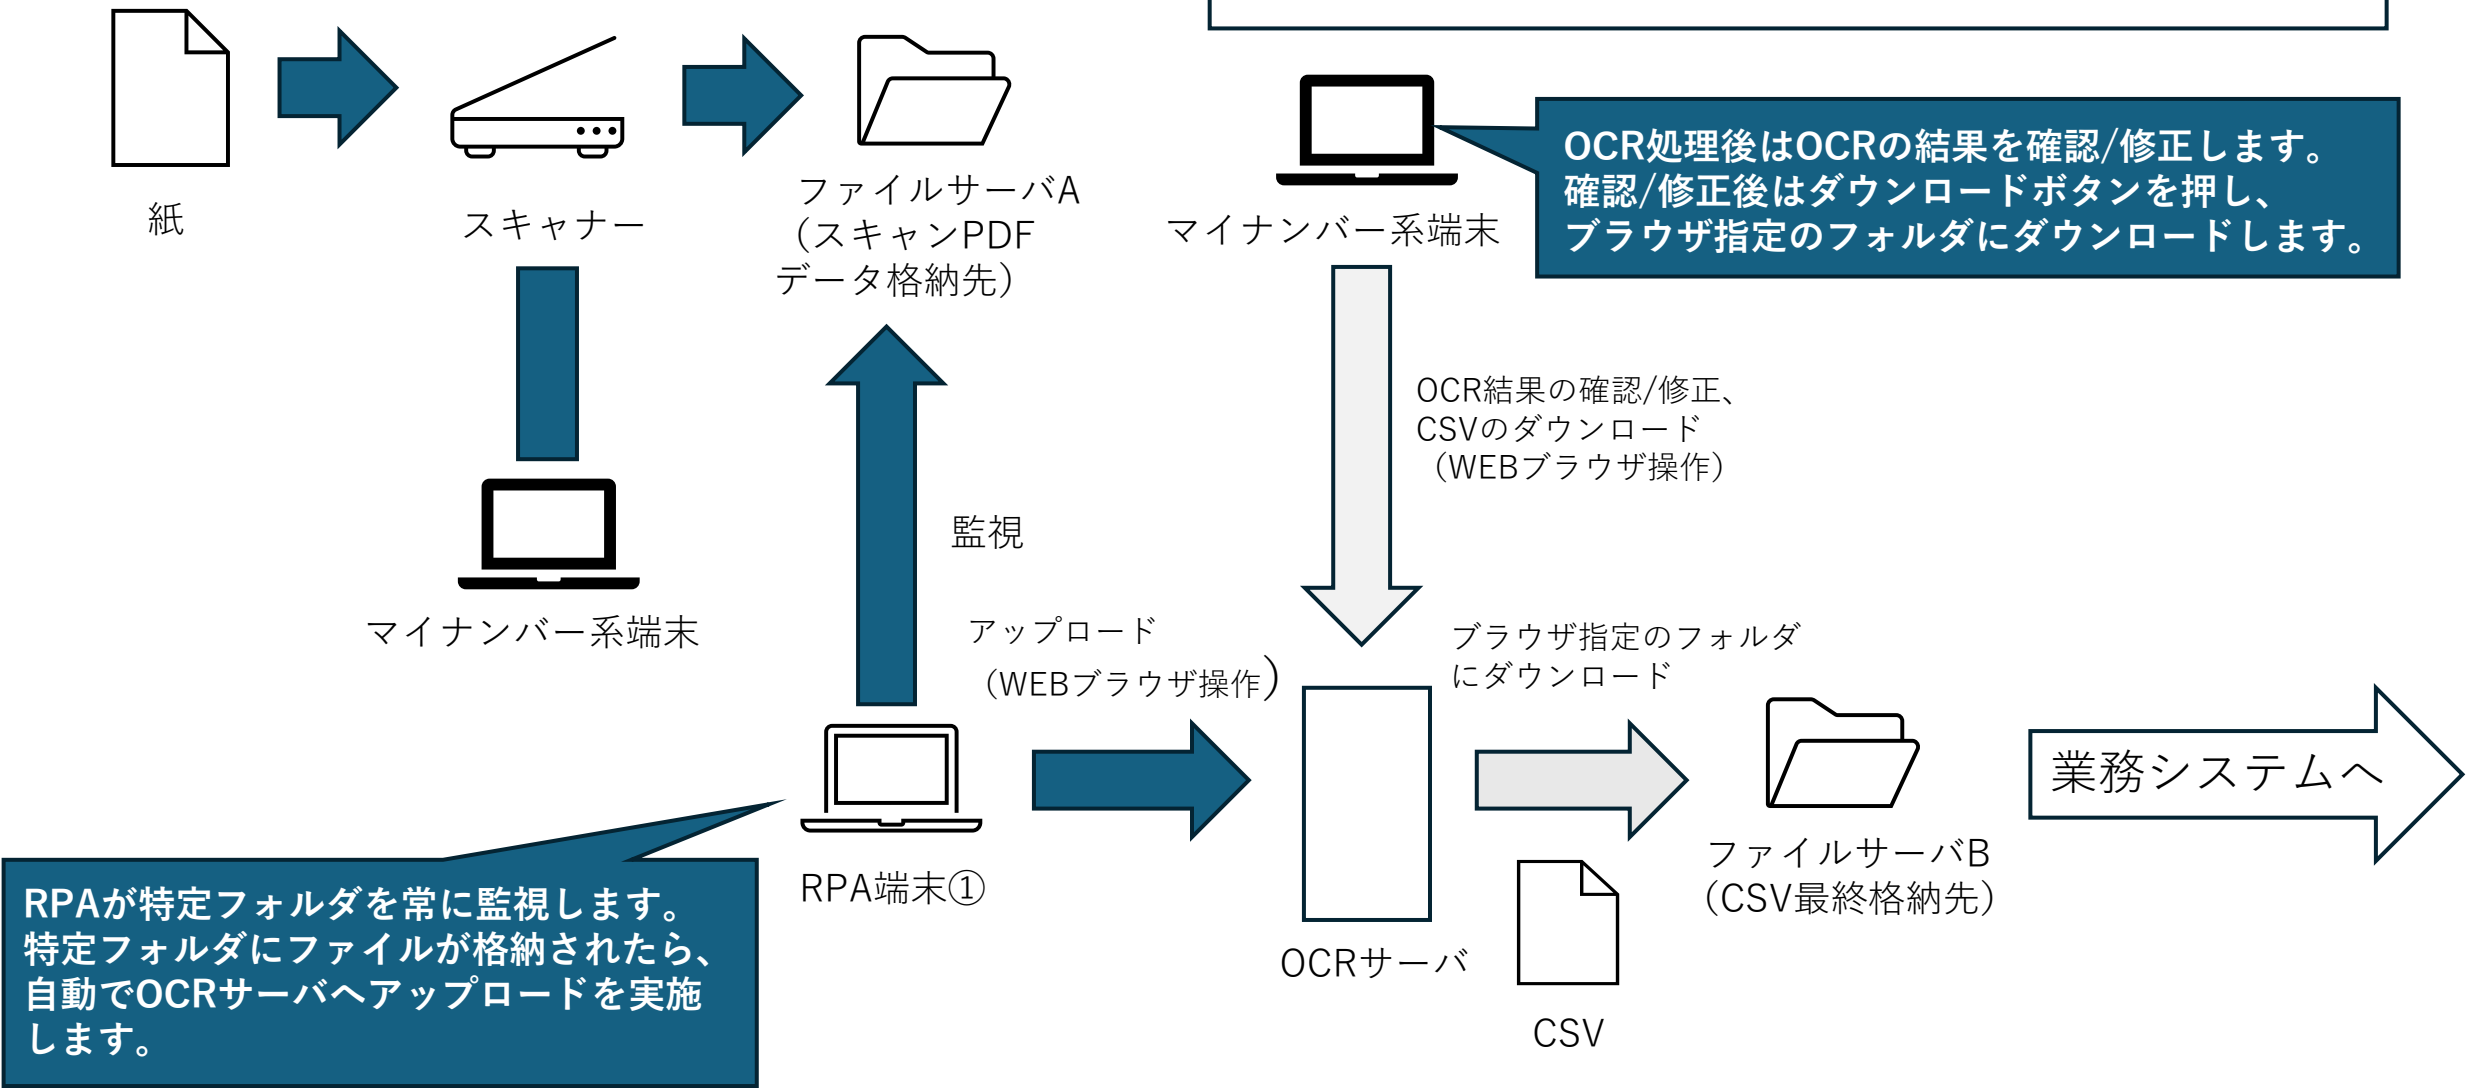 紙
スキャナー
ファイルサーバA
（スキャンPDF
データ格納先）
マイナンバー系端末
OCR処理後はOCRの結果を確認/修正します。
確認/修正後はダウンロードボタンを押し、
ブラウザ指定のフォルダにダウンロードします。
OCR結果の確認/修正、
CSVのダウンロード
（WEBブラウザ操作）
監視
マイナンバー系端末
アップロード
（WEBブラウザ操作）
ブラウザ指定のフォルダ
にダウンロード
業務システムへ
RPA端末①
ファイルサーバB
（CSV最終格納先）
RPAが特定フォルダを常に監視します。
特定フォルダにファイルが格納されたら、
自動でOCRサーバへアップロードを実施
します。
OCRサーバ
CSV